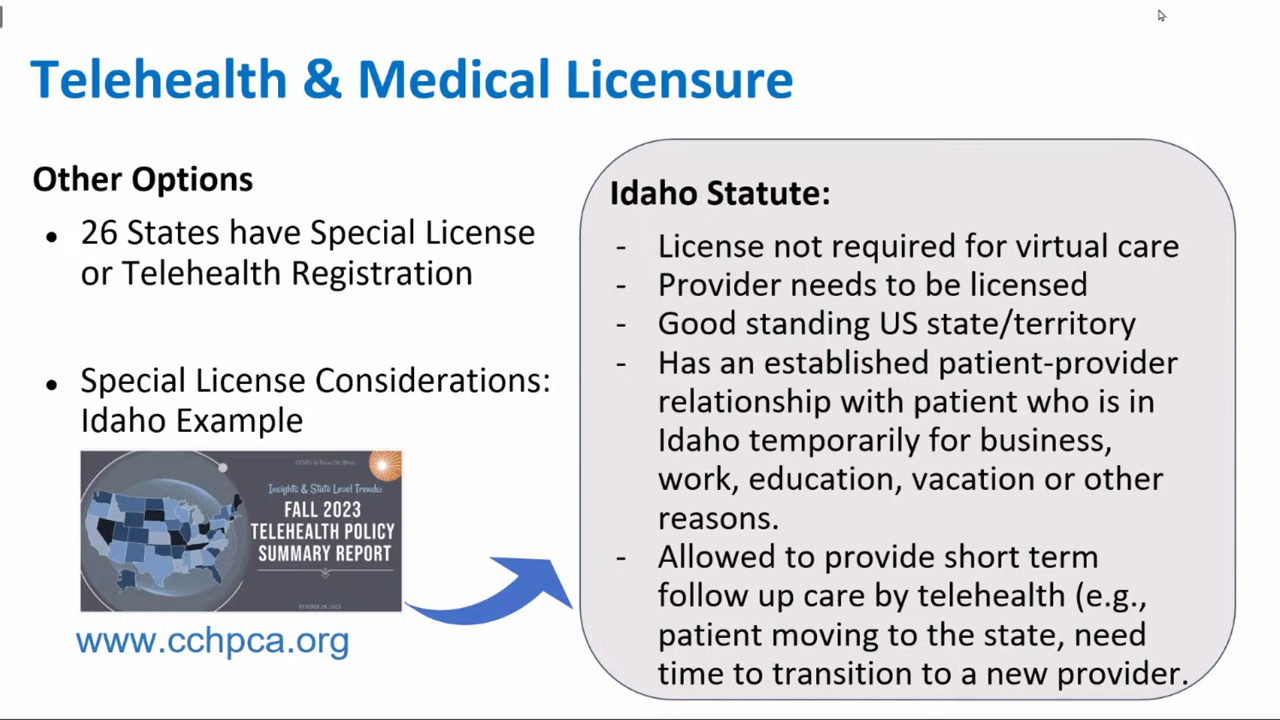 Telehealth & Medical Licensure
Other Options
• 26 States have Special License
or Telehealth Registration
• Special License Considerations:
Idaho Example
Insights & State Level Trends
FALL 2023
TELEHEALTH POLICY
SUMMARY REPORT
www.cchpca.org
Idaho Statute:
- License not required for virtual care
- Provider needs to be licensed
- Good standing US state/territory
- Has an established patient-provider
relationship with patient who is in
Idaho temporarily for business,
work, education, vacation or other
reasons.
- Allowed to provide short term
follow up care by telehealth (e.g.,
patient moving to the state, need
time to transition to a new provider.